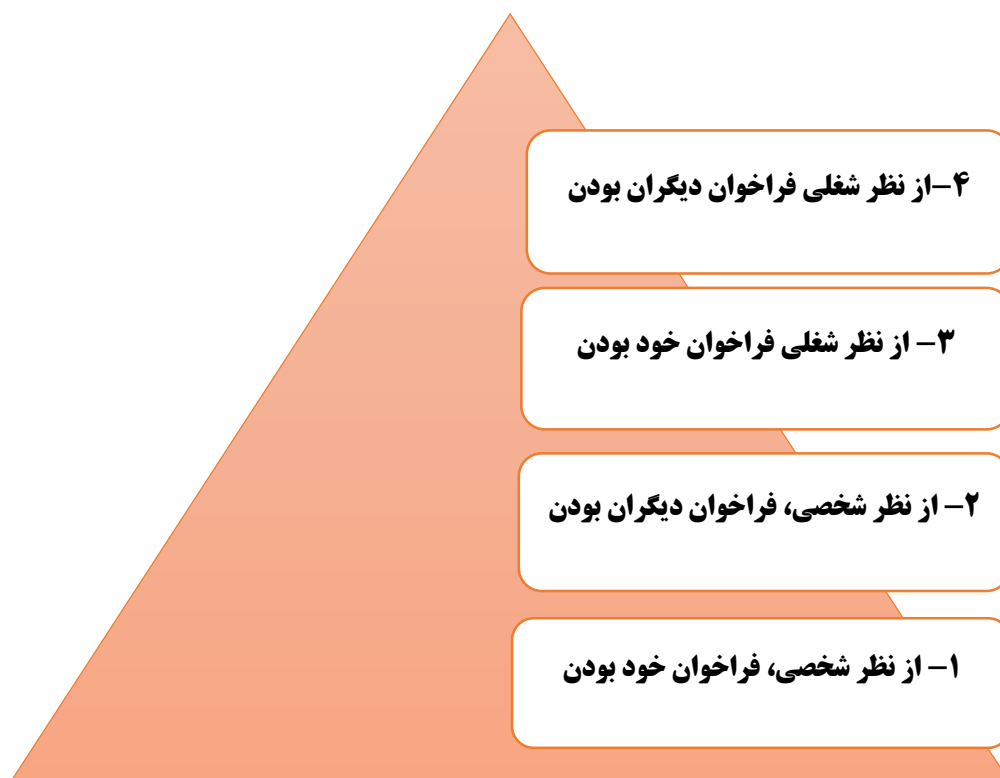 ۴-از نظر شغلی فراخوان دیگران بودن
۳- از نظر شغلی فراخوان خود بودن
۲- از نظر شخصی، فراخوان دیگران بودن
۱- از نظر شخصی، فراخوان خود بودن